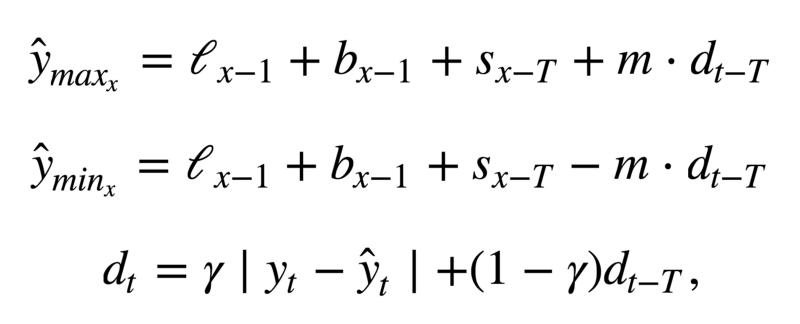 ŷ_{max_x} = ℓ_{x−1} + b_{x−1} + s_{x−T} + m · d_{t−T}
ŷ_{min_x} = ℓ_{x−1} + b_{x−1} + s_{x−T} − m · d_{t−T}
d_t = γ | y_t − ŷ_t | +(1 − γ)d_{t−T},